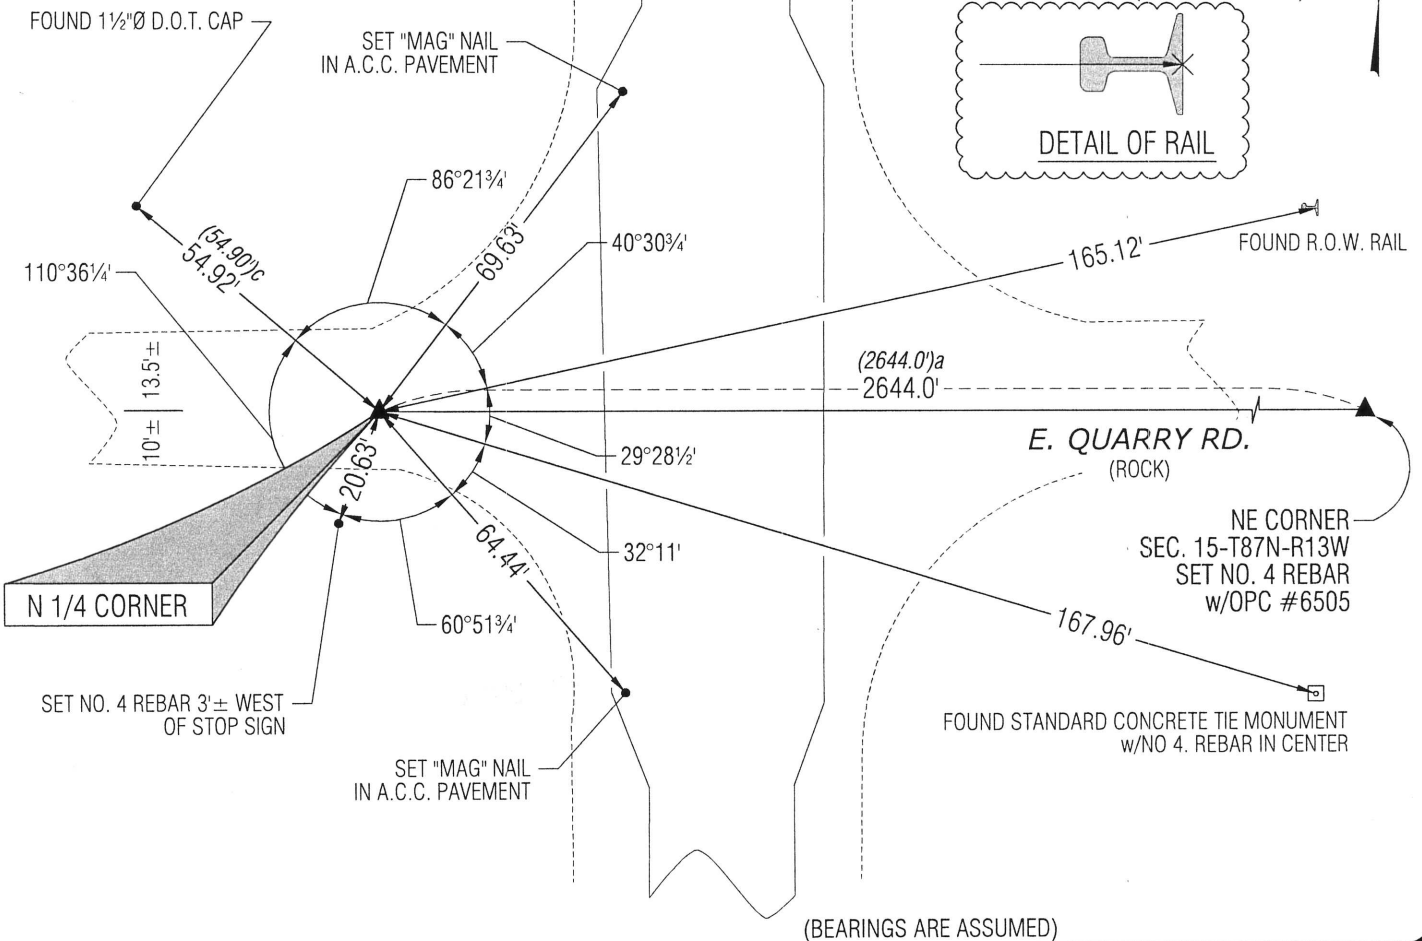 FOUND 1½"Ø D.O.T. CAP
SET "MAG" NAIL
IN A.C.C. PAVEMENT
DETAIL OF RAIL
86°21¾'
(54.90')c
54.92'
69.63'
40°30¾'
165.12'
FOUND R.O.W. RAIL
110°36¼'
13.5'±
10'±
(2644.0')a
2644.0'
E. QUARRY RD.
(ROCK)
20.63'
29°28½'
64.44'
32°11'
NE CORNER
SEC. 15-T87N-R13W
SET NO. 4 REBAR
w/OPC #6505
N 1/4 CORNER
60°51¾'
167.96'
SET NO. 4 REBAR 3'± WEST
OF STOP SIGN
FOUND STANDARD CONCRETE TIE MONUMENT
w/NO 4. REBAR IN CENTER
SET "MAG" NAIL
IN A.C.C. PAVEMENT
(BEARINGS ARE ASSUMED)